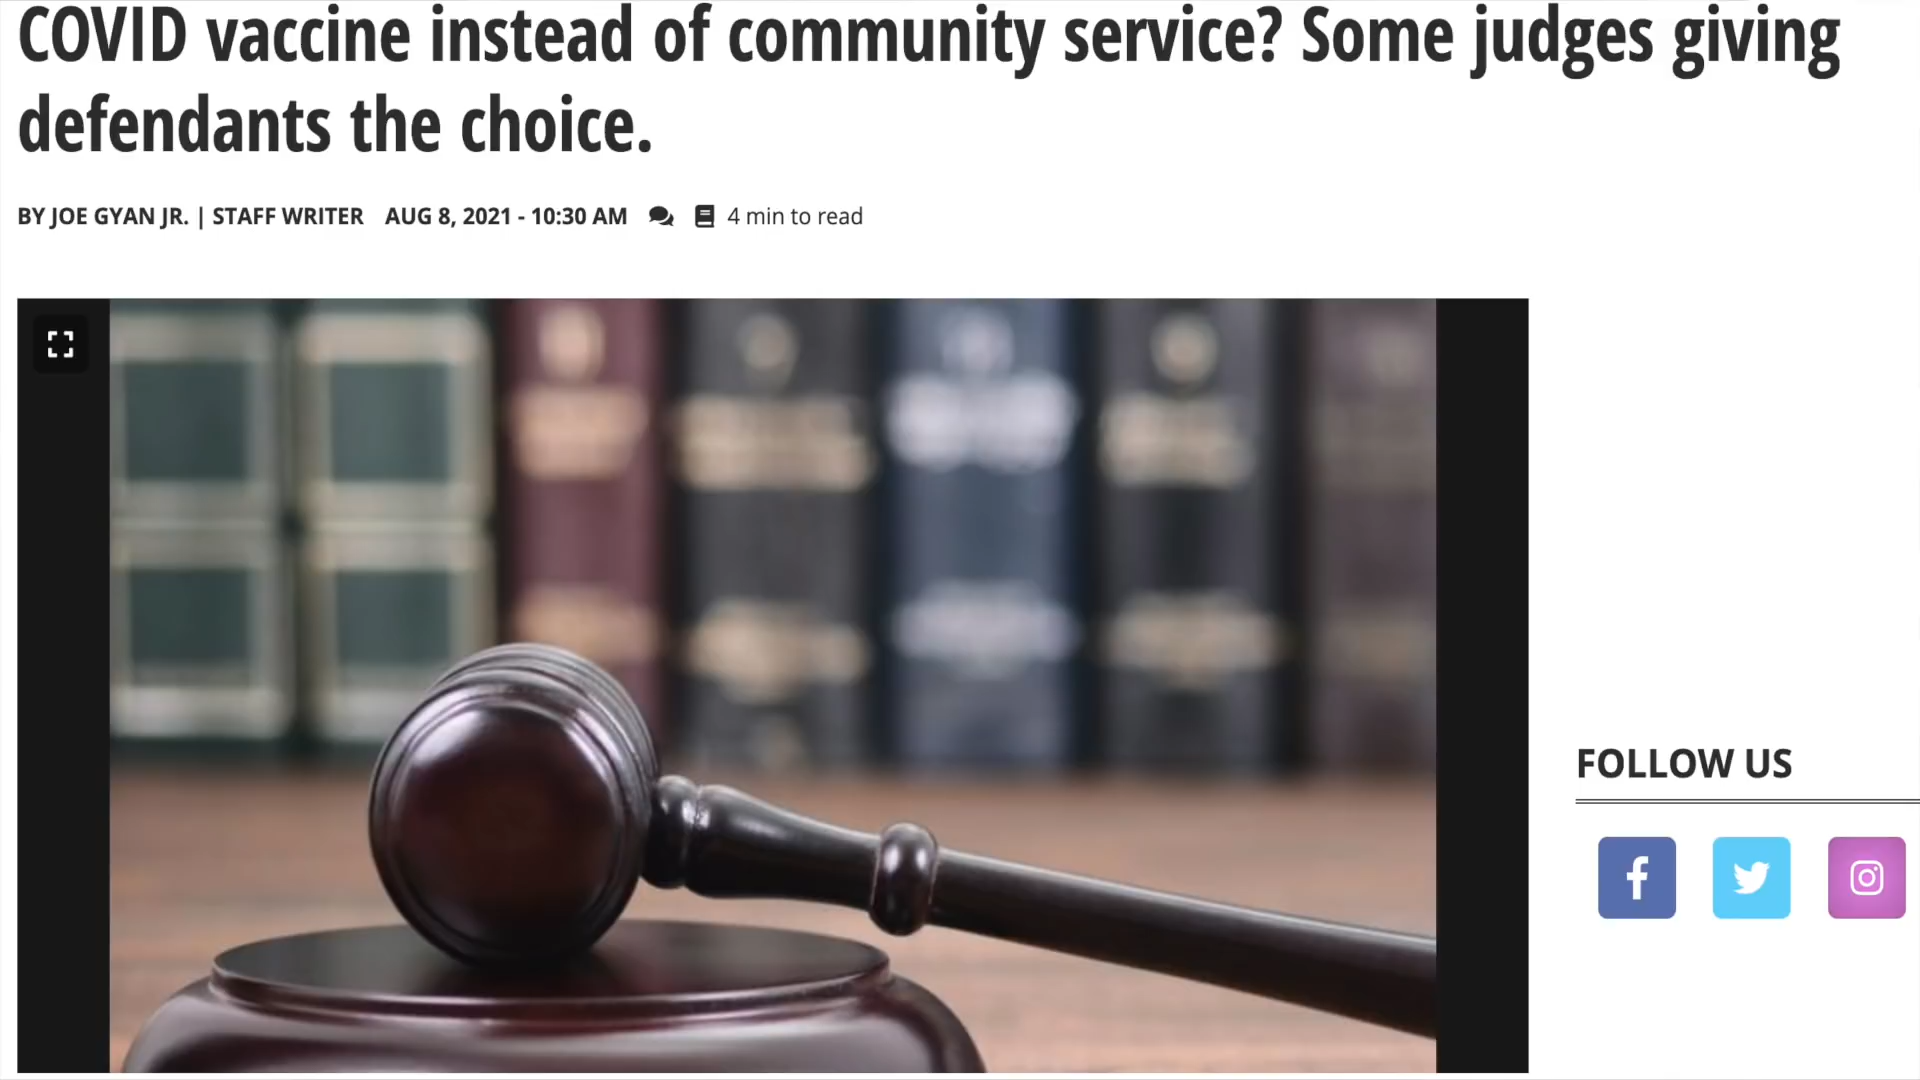 COVID vaccine instead of community service? Some judges giving
defendants the choice.
BY JOE GYAN JR. | STAFF WRITER AUG 8, 2021 - 10:30 AM 4 min to read
FOLLOW US